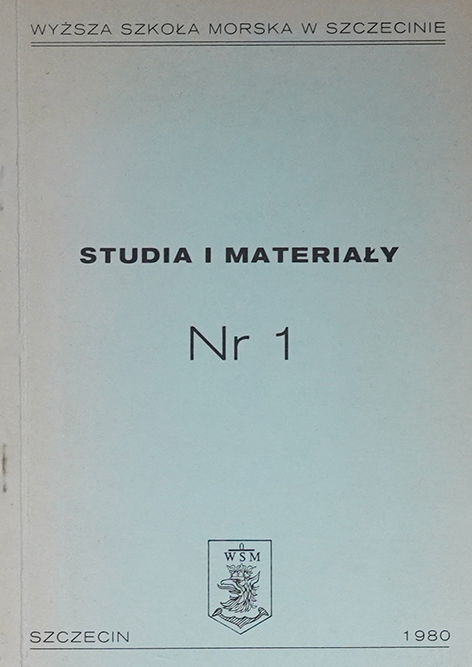 WYŻSZA SZKOŁA MORSKA W SZCZECINIE
STUDIA I MATERIAŁY
Nr 1
WSM
SZCZECIN 1980